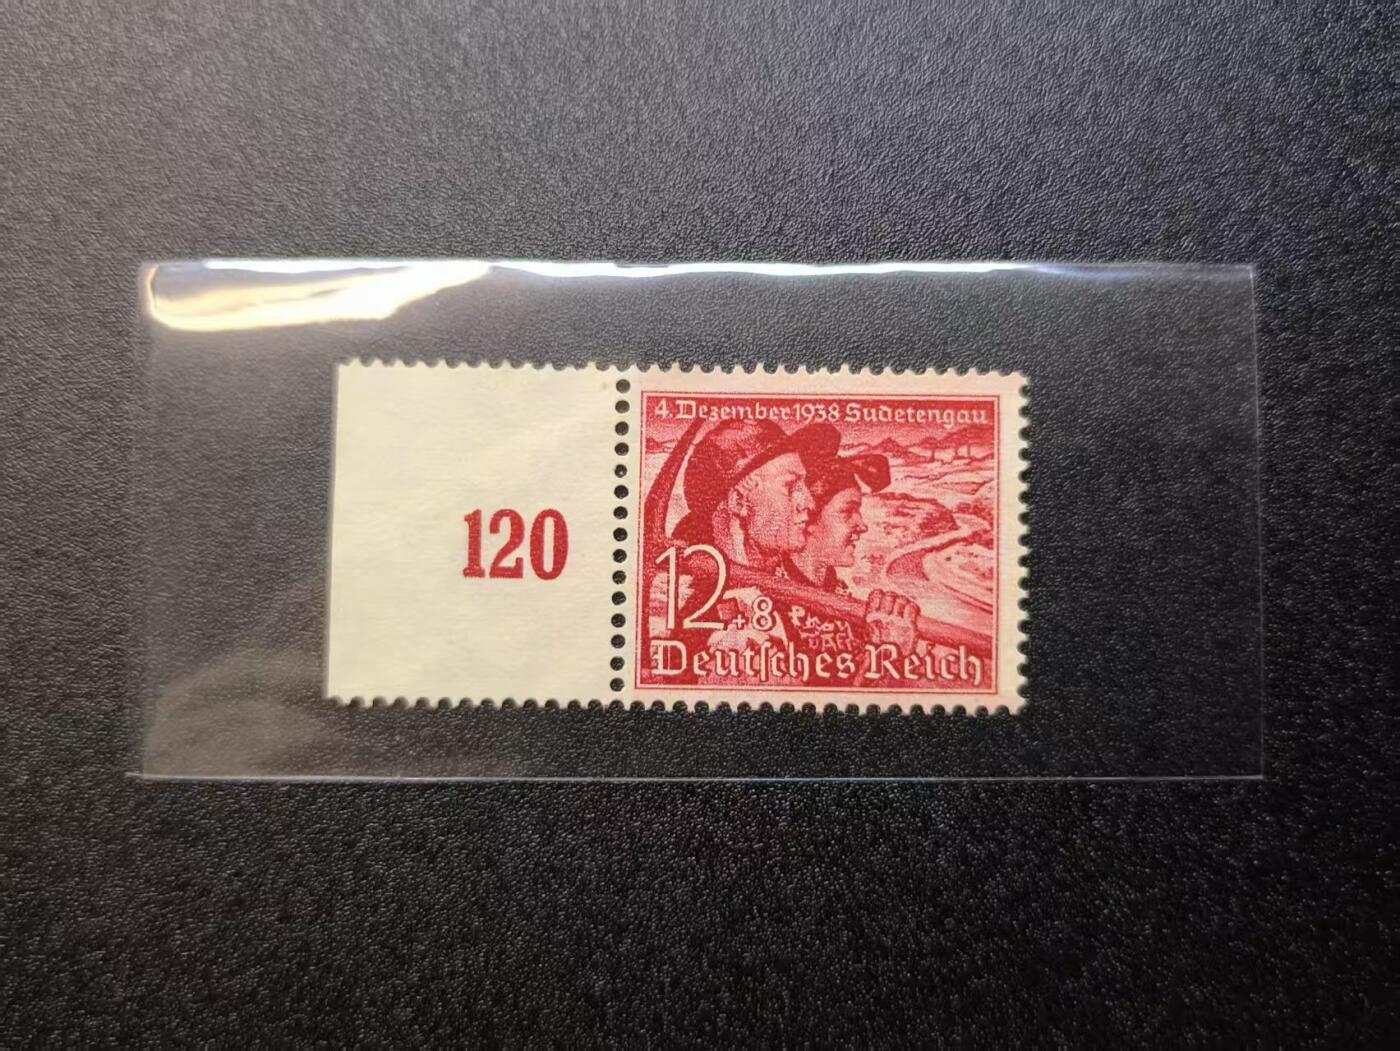 4. Dezember 1938 Sudetengau
120
12+8
Deutsches Reich